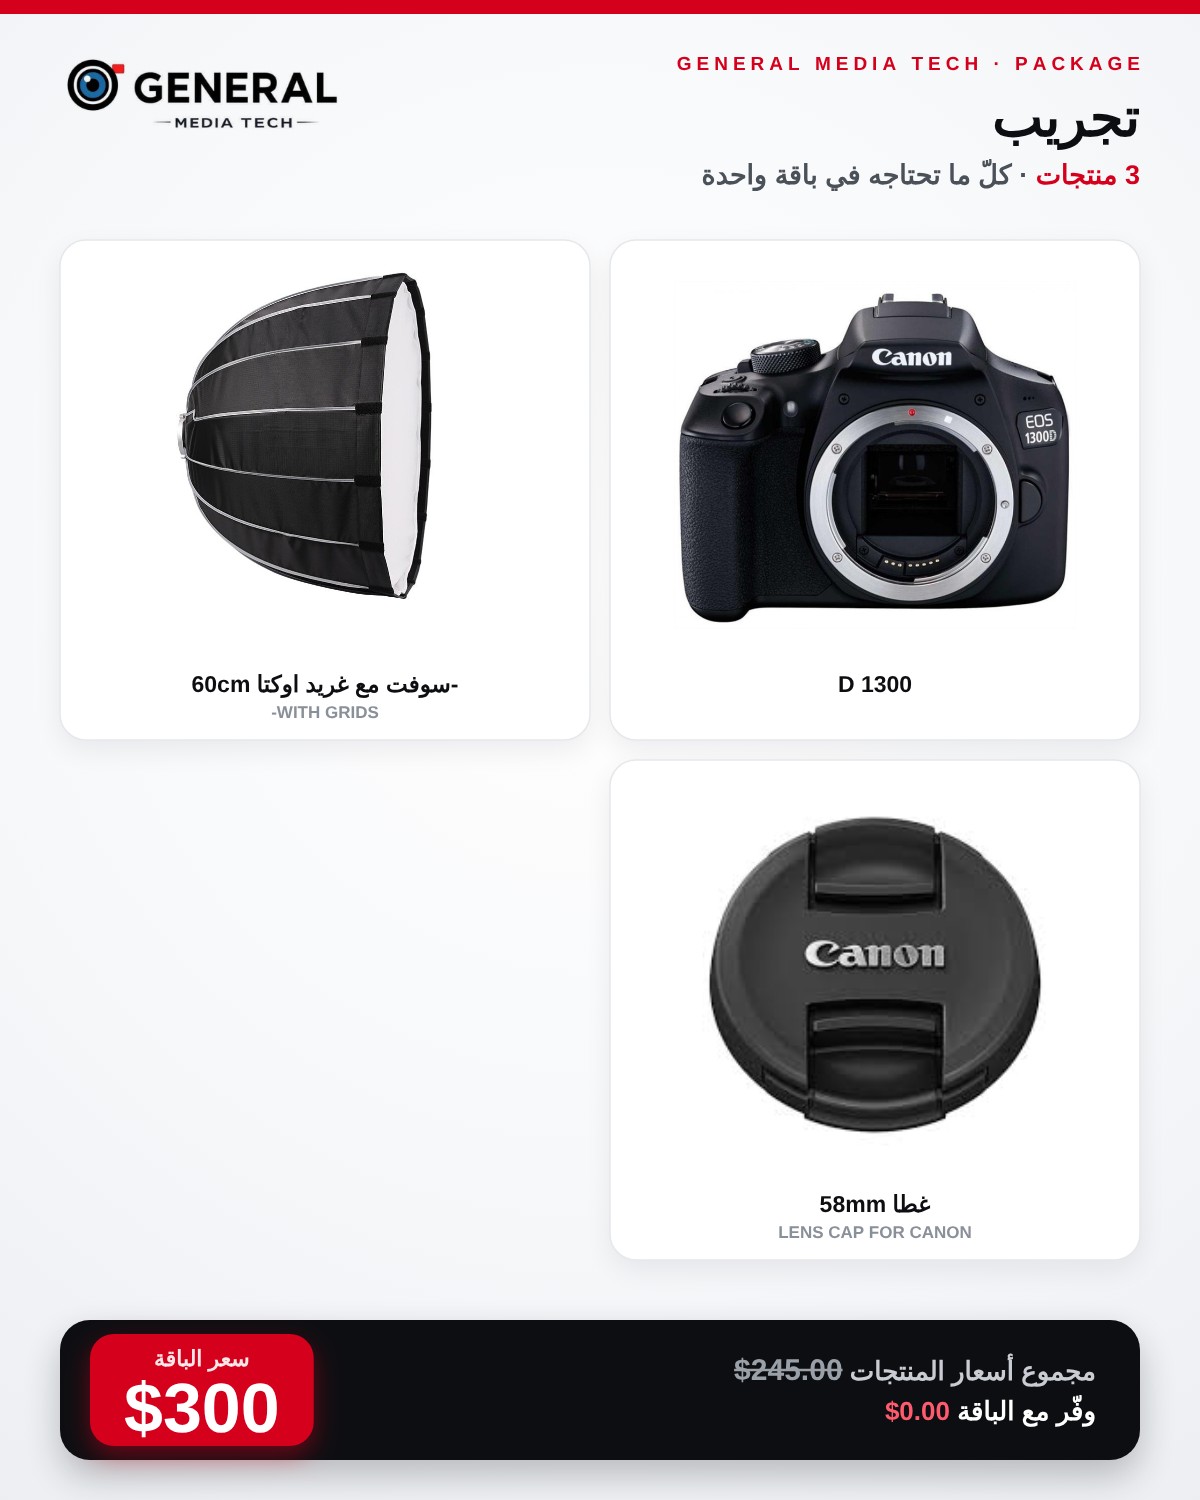 GENERAL
MEDIA TECH
GENERAL MEDIA TECH · PACKAGE
تجريب
3 منتجات · كلّ ما تحتاجه في باقة واحدة
Canon
EOS
1300D
D 1300
سوفت مع غريد اوكتا 60cm-
-WITH GRIDS
Canon
غطا 58mm
LENS CAP FOR CANON
مجموع أسعار المنتجات $245.00
وفّر مع الباقة $0.00
سعر الباقة
$300